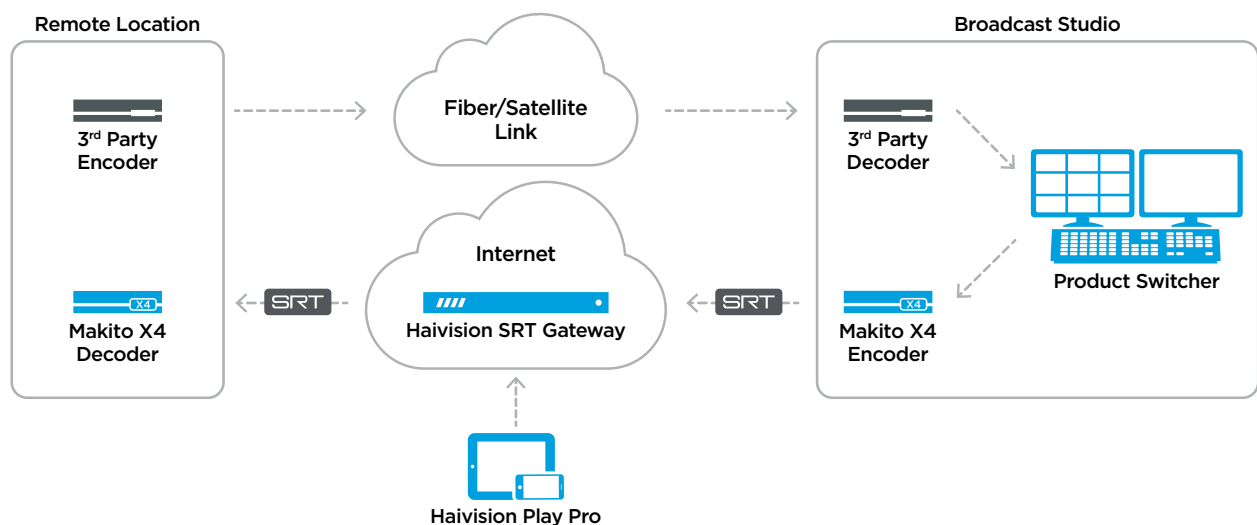 Remote Location
Broadcast Studio
3rd Party
Encoder
Fiber/Satellite
Link
3rd Party
Decoder
Product Switcher
Internet
Haivision SRT Gateway
SRT
SRT
X4
Makito X4
Decoder
X4
Makito X4
Encoder
Haivision Play Pro